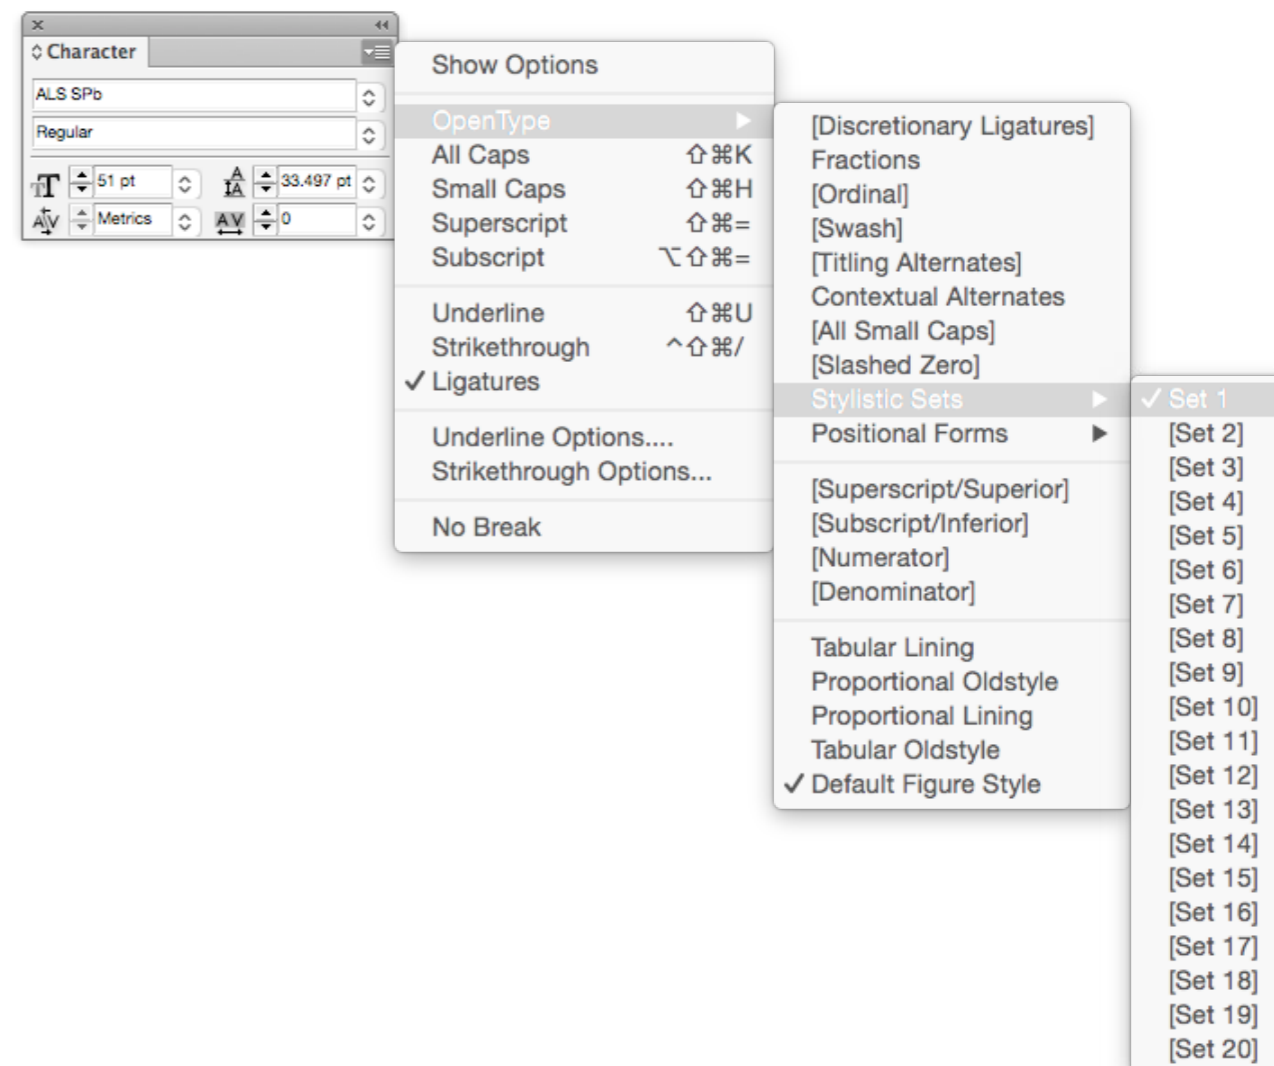 Character
ALS SPb
Regular
51 pt
33.497 pt
Metrics
0
Show Options
OpenType
All Caps ⇧⌘K
Small Caps ⇧⌘H
Superscript ⇧⌘=
Subscript ⌥⇧⌘=
Underline ⇧⌘U
Strikethrough ^⇧⌘/
✓ Ligatures
Underline Options....
Strikethrough Options...
No Break
[Discretionary Ligatures]
Fractions
[Ordinal]
[Swash]
[Titling Alternates]
Contextual Alternates
[All Small Caps]
[Slashed Zero]
Stylistic Sets
Positional Forms
[Superscript/Superior]
[Subscript/Inferior]
[Numerator]
[Denominator]
Tabular Lining
Proportional Oldstyle
Proportional Lining
Tabular Oldstyle
✓ Default Figure Style
✓ Set 1
[Set 2]
[Set 3]
[Set 4]
[Set 5]
[Set 6]
[Set 7]
[Set 8]
[Set 9]
[Set 10]
[Set 11]
[Set 12]
[Set 13]
[Set 14]
[Set 15]
[Set 16]
[Set 17]
[Set 18]
[Set 19]
[Set 20]